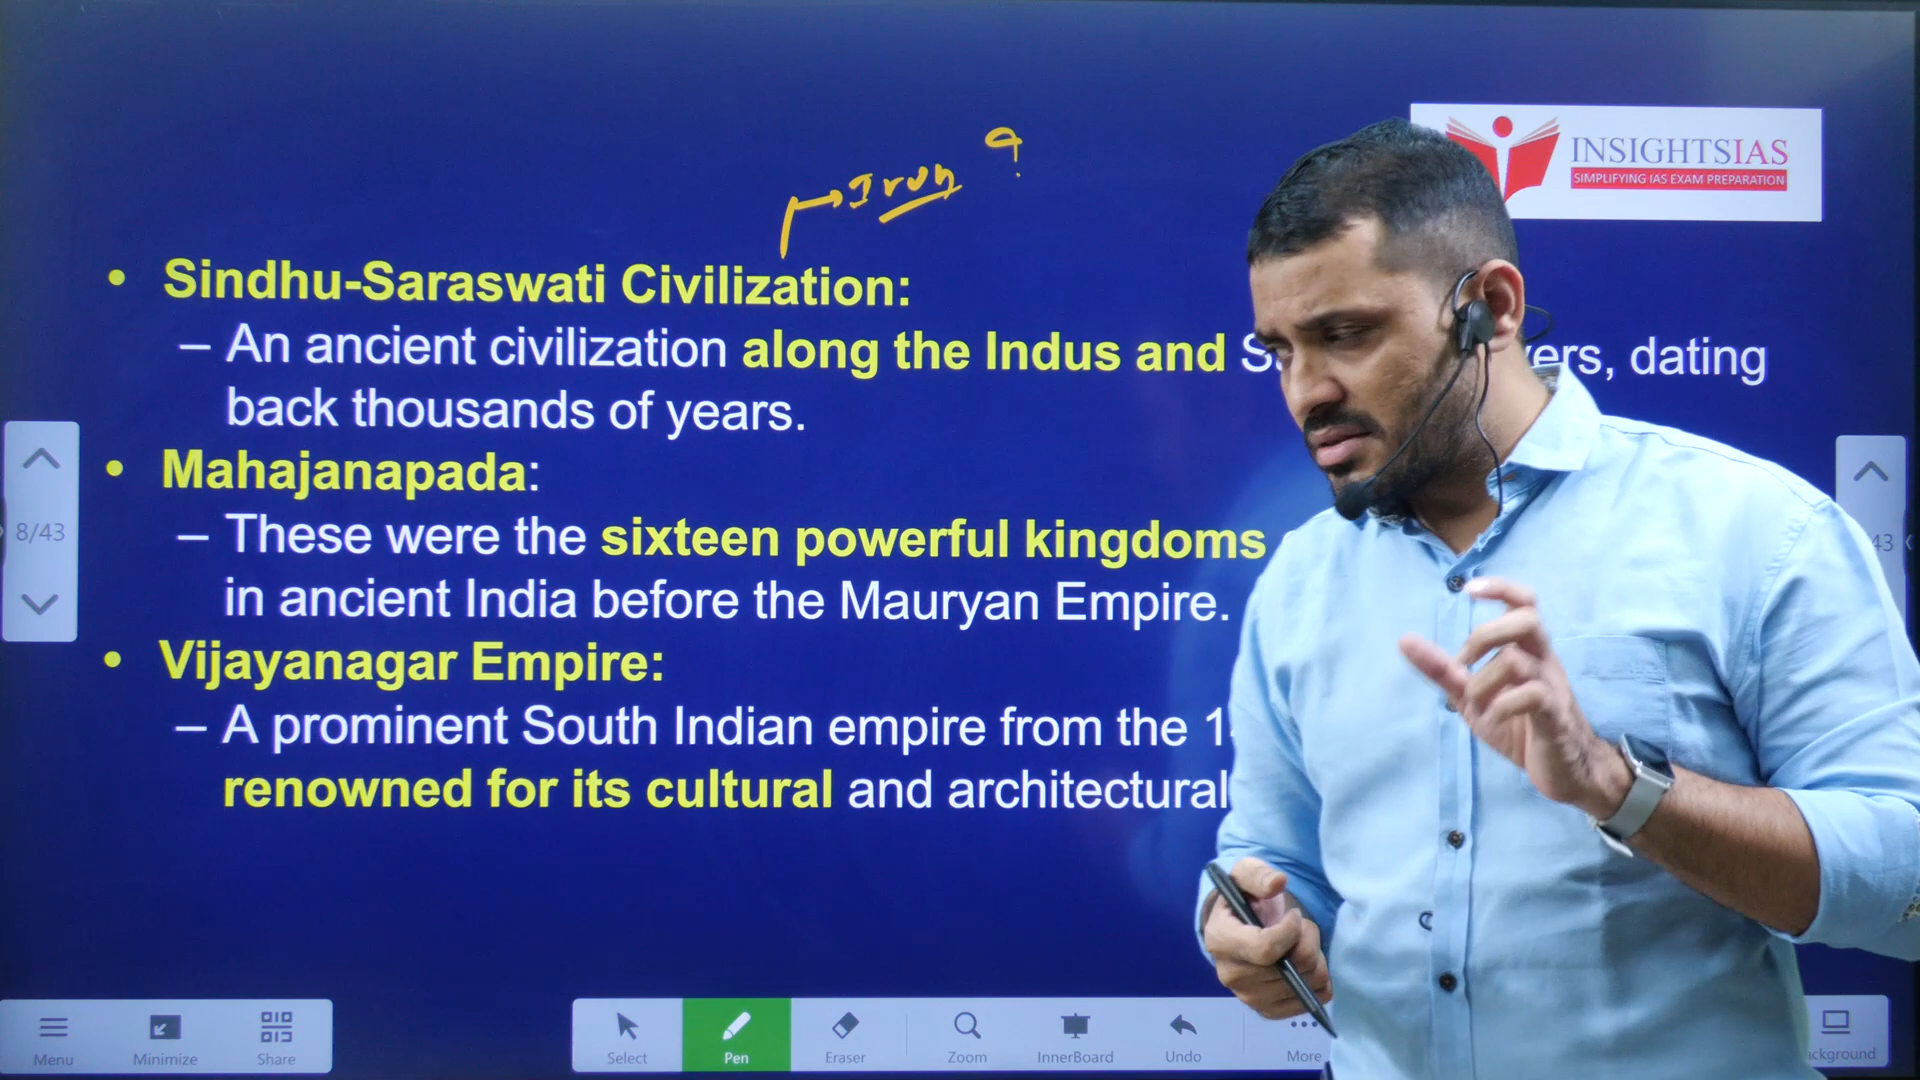 Iron ?
INSIGHTSIAS
SIMPLIFYING IAS EXAM PREPARATION
• Sindhu-Saraswati Civilization:
– An ancient civilization along the Indus and dating
back thousands of years.
• Mahajanapada:
– These were the sixteen powerful kingdoms
in ancient India before the Mauryan Empire.
• Vijayanagar Empire:
– A prominent South Indian empire from the
renowned for its cultural and architectural
8/43
43
Menu
Minimize
Share
Select
Pen
Eraser
Zoom
InnerBoard
Undo
More